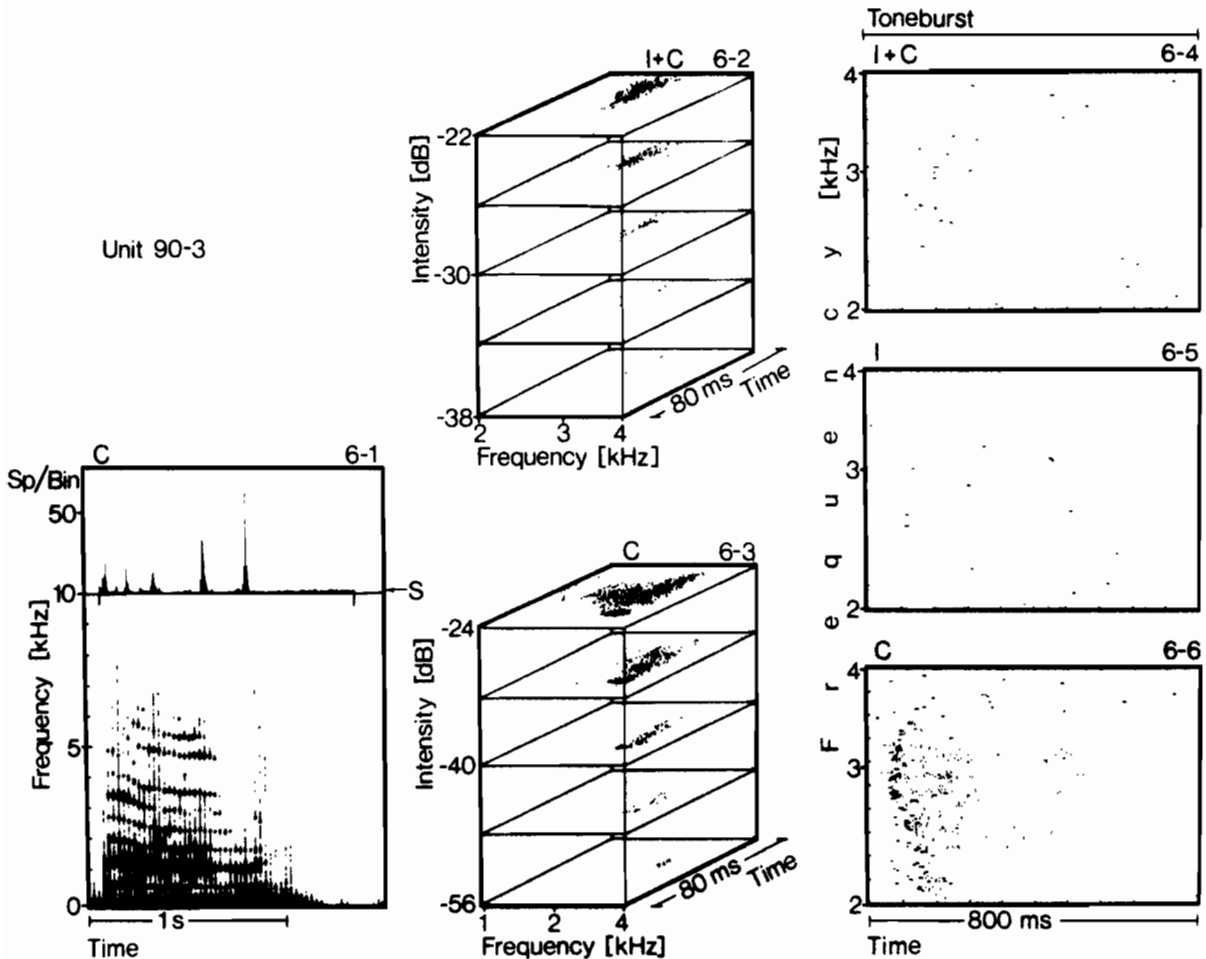 Unit 90-3
C 6-1
Sp/Bin
50
10
S
Frequency [kHz]
5
0
1s
Time
I+C 6-2
Intensity [dB]
-22
-30
-38
2 3 4
Frequency [kHz]
80 ms
Time
C 6-3
Intensity [dB]
-24
-40
-56
1 2 4
Frequency [kHz]
80 ms
Time
Toneburst
Frequency [kHz]
I+C 6-4
4
3
2
I 6-5
4
3
2
C 6-6
4
3
2
800 ms
Time